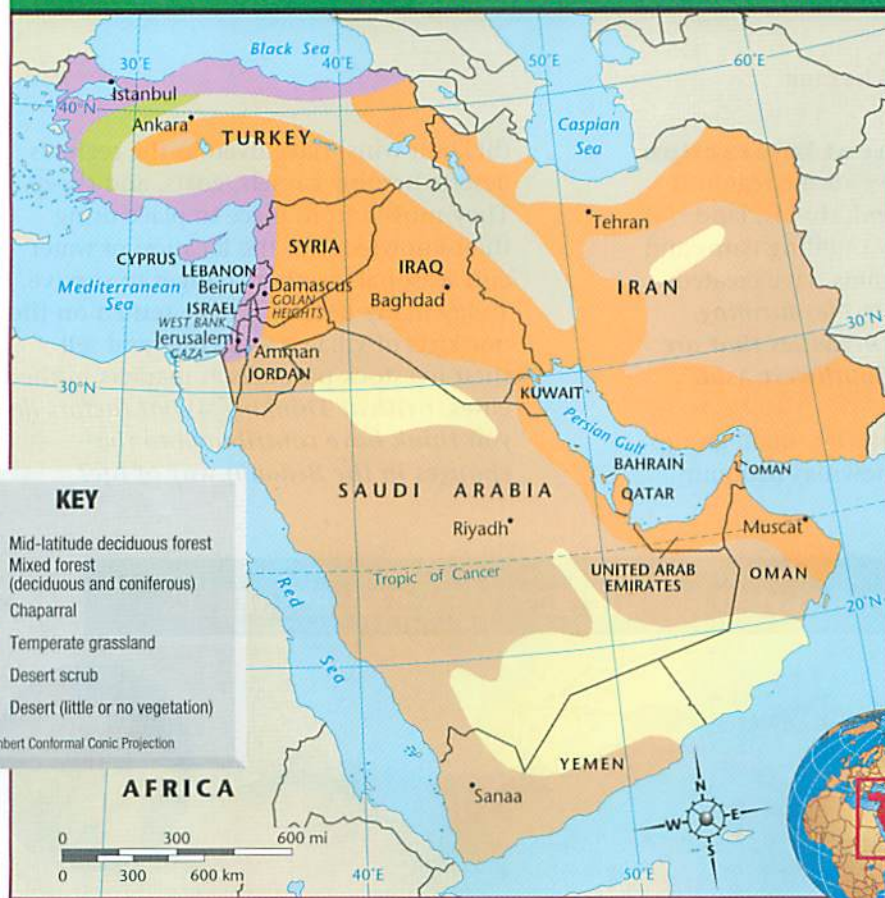 30°E
Black Sea
40°E
50°E
60°E
Istanbul
40°N
Ankara
TURKEY
Caspian
Sea
Tehran
CYPRUS
SYRIA
LEBANON
Beirut
Damascus
IRAQ
Baghdad
IRAN
Mediterranean
Sea
GOLAN
HEIGHTS
ISRAEL
WEST BANK
Jerusalem
GAZA
Amman
JORDAN
30°N
30°N
KUWAIT
Persian Gulf
BAHRAIN
QATAR
OMAN
SAUDI ARABIA
Riyadh
Muscat
UNITED ARAB
EMIRATES
OMAN
Tropic of Cancer
20°N
Red
Sea
KEY
Mid-latitude deciduous forest
Mixed forest
(deciduous and coniferous)
Chaparral
Temperate grassland
Desert scrub
Desert (little or no vegetation)
Conformal Conic Projection
AFRICA
YEMEN
Sanaa
N
W E
S
0 300 600 mi
0 300 600 km
40°E
50°E